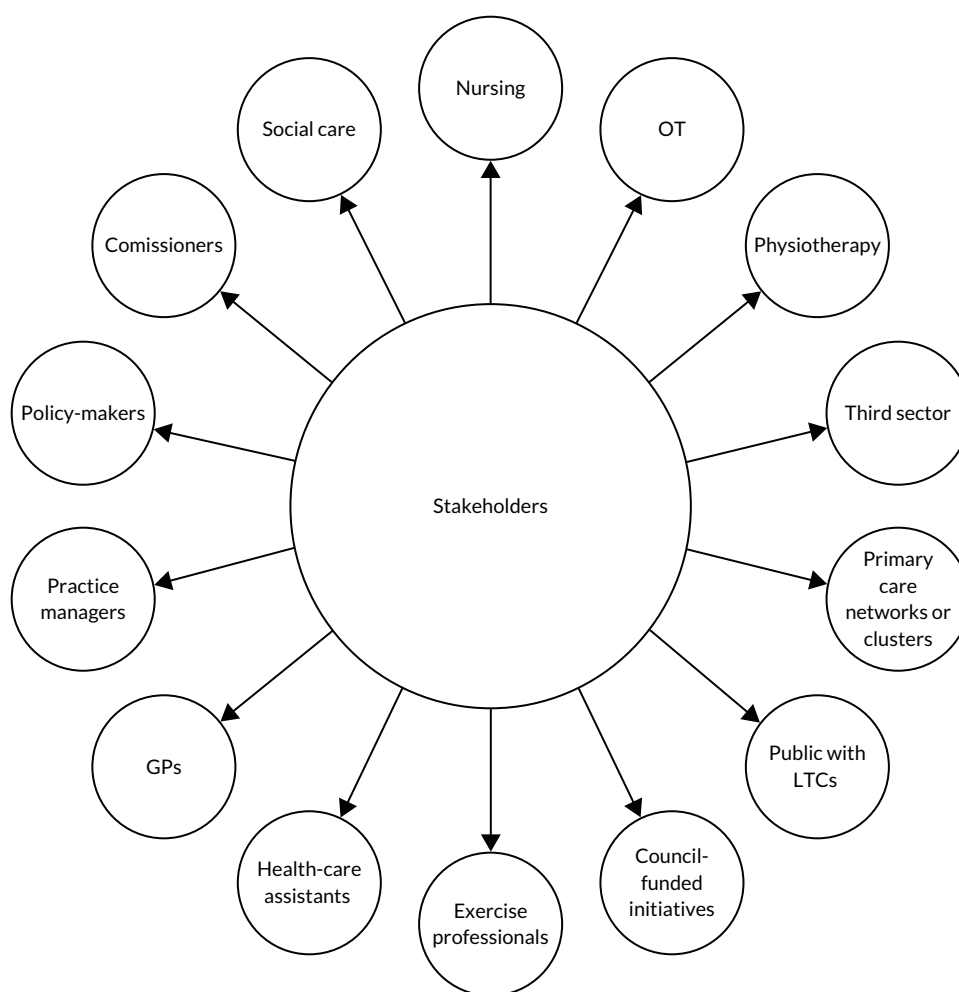 Nursing
OT
Physiotherapy
Third sector
Primary
care
networks or
clusters
Public with
LTCs
Council-
funded
initiatives
Exercise
professionals
Health-care
assistants
GPs
Practice
managers
Policy-makers
Comissioners
Social care
Stakeholders